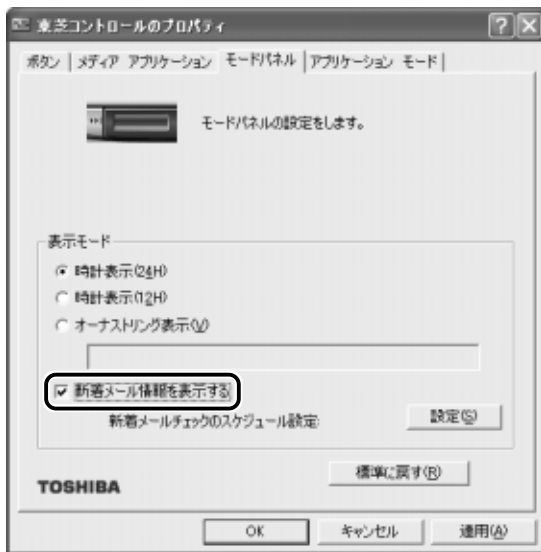 東芝コントロールのプロパティ
ボタン メディア アプリケーション モードパネル アプリケーション モード
モードパネルの設定をします。
表示モード
時計表示(24H)
時計表示(12H)
オーナストリング表示(V)
新着メール情報を表示する
新着メールチェックのスケジュール設定: 設定(S)
標準に戻す(R)
TOSHIBA
OK キャンセル 適用(A)